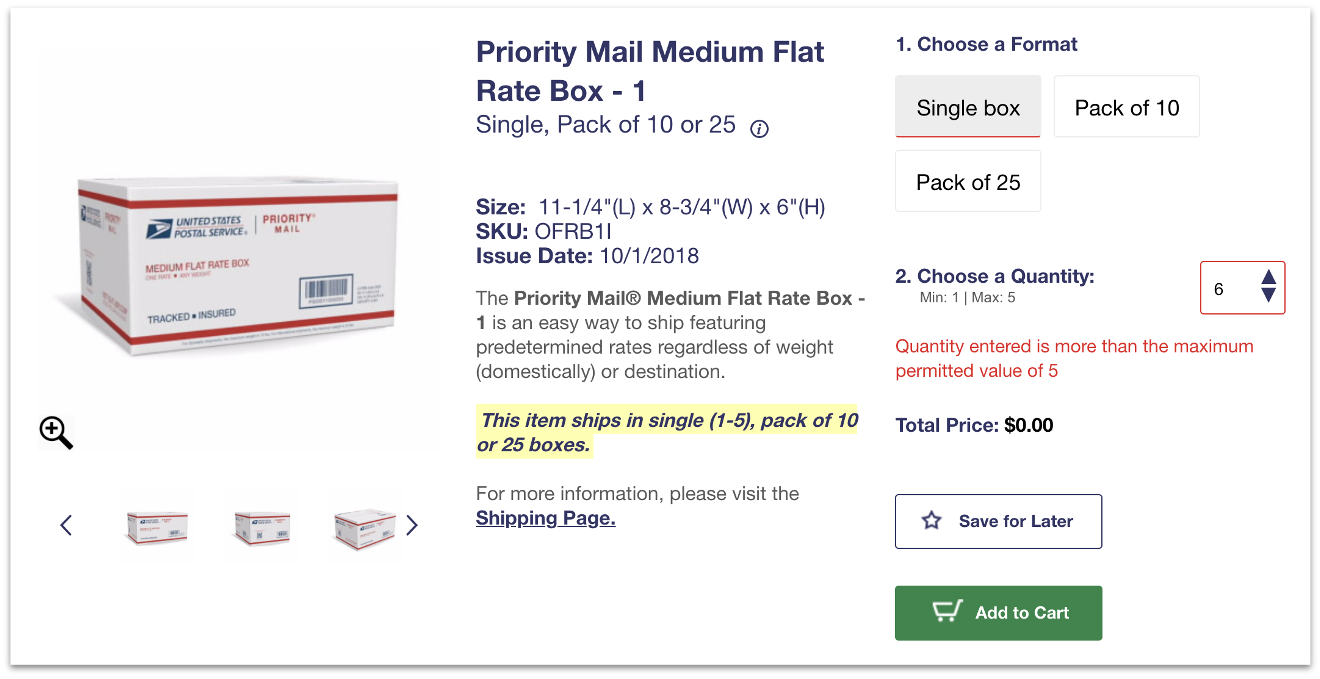 Priority Mail Medium Flat
Rate Box - 1
Single, Pack of 10 or 25
Size: 11-1/4"(L) x 8-3/4"(W) x 6"(H)
SKU: OFRB1I
Issue Date: 10/1/2018
The Priority Mail® Medium Flat Rate Box -
1 is an easy way to ship featuring
predetermined rates regardless of weight
(domestically) or destination.
This item ships in single (1-5), pack of 10
or 25 boxes.
For more information, please visit the
Shipping Page.
UNITED STATES
POSTAL SERVICE®
PRIORITY®
MAIL
MEDIUM FLAT RATE BOX
ONE RATE ■ ANY WEIGHT
TRACKED ■ INSURED
1. Choose a Format
Single box
Pack of 10
Pack of 25
2. Choose a Quantity:
Min: 1 | Max: 5
6
Quantity entered is more than the maximum
permitted value of 5
Total Price: $0.00
Save for Later
Add to Cart